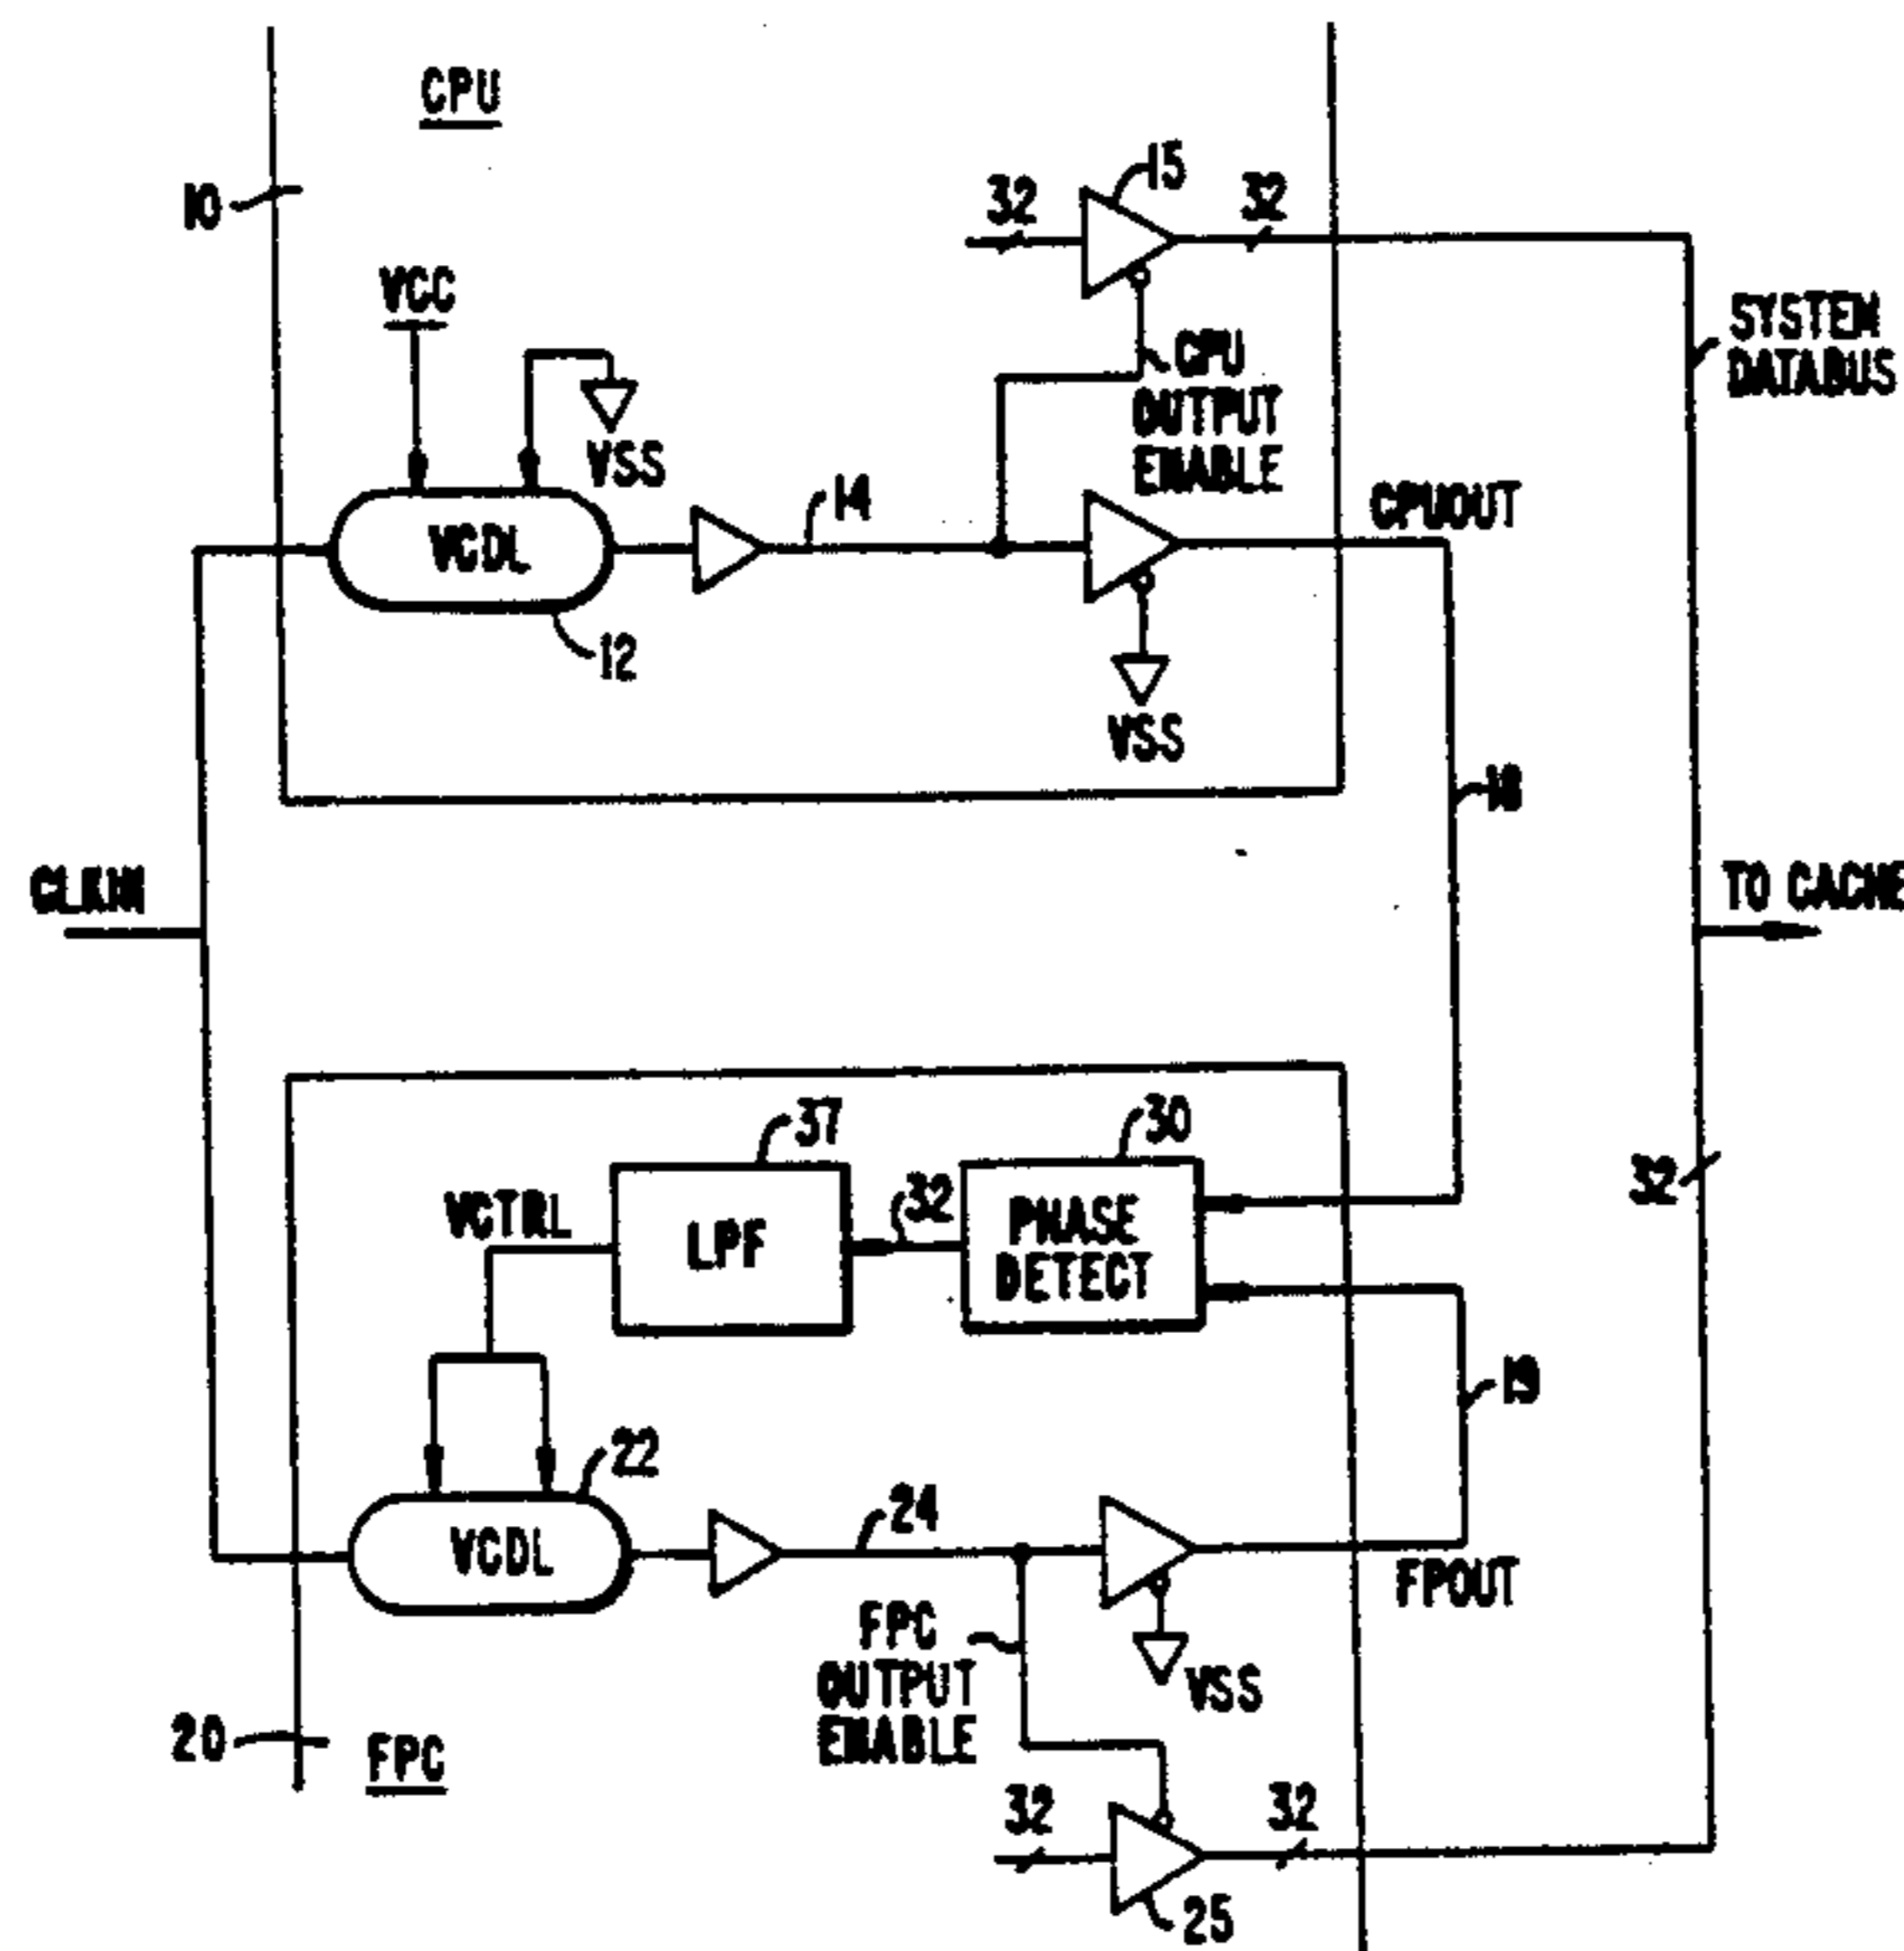 CPU
10
15
32
32
VCC
SYSTEM
DATABUS
CPU
OUTPUT
ENABLE
VSS
14
CPUOUT
VCDL
12
VSS
18
CLKIN
TO CACHE
37
30
32
VCTRL
32
LPF
PHASE
DETECT
19
22
24
VCDL
FPOUT
FPC
OUTPUT
ENABLE
VSS
20
FPC
32
32
25